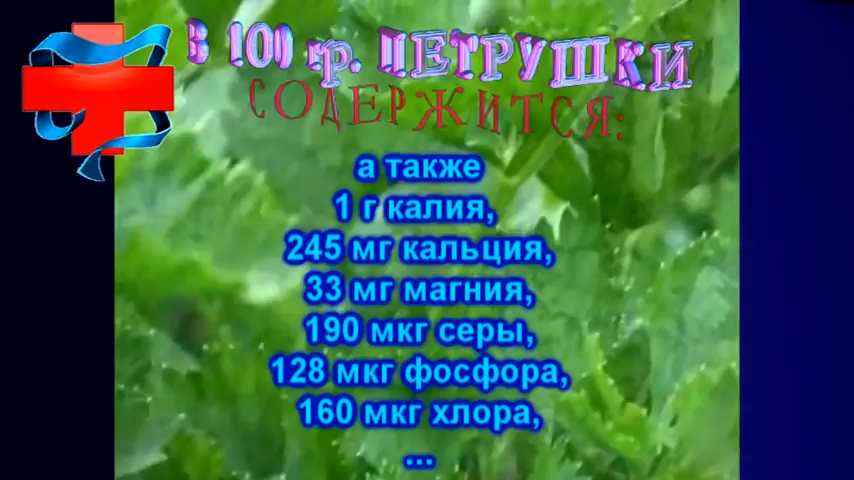 В 100 гр. ПЕТРУШКИ
СОДЕРЖИТСЯ:
а также
1 г калия,
245 мг кальция,
33 мг магния,
190 мкг серы,
128 мкг фосфора,
160 мкг хлора,
...